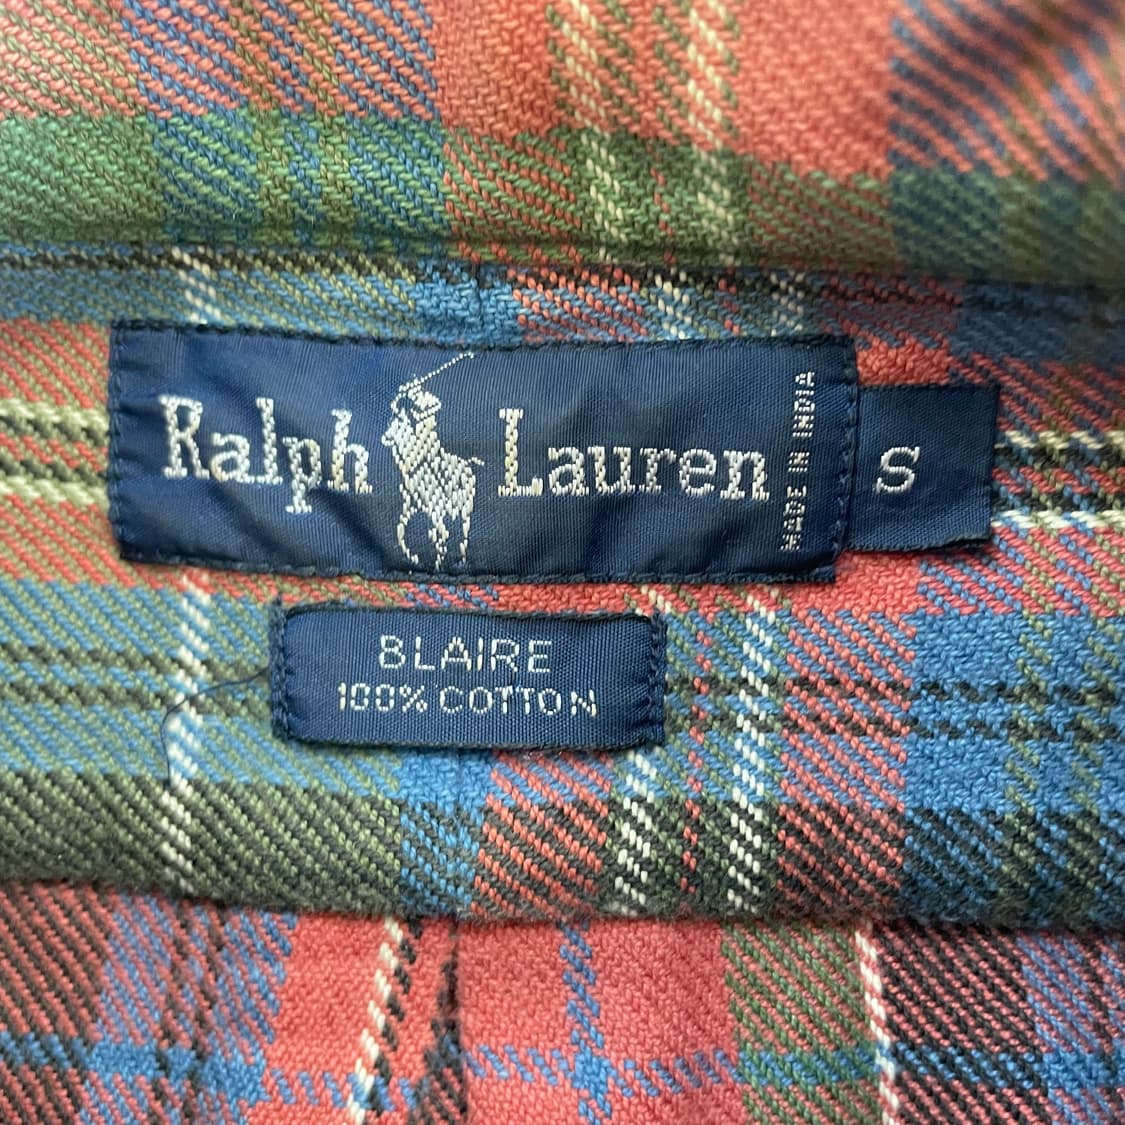 Ralph Lauren
MADE IN INDIA
S
BLAIRE
100% COTTON